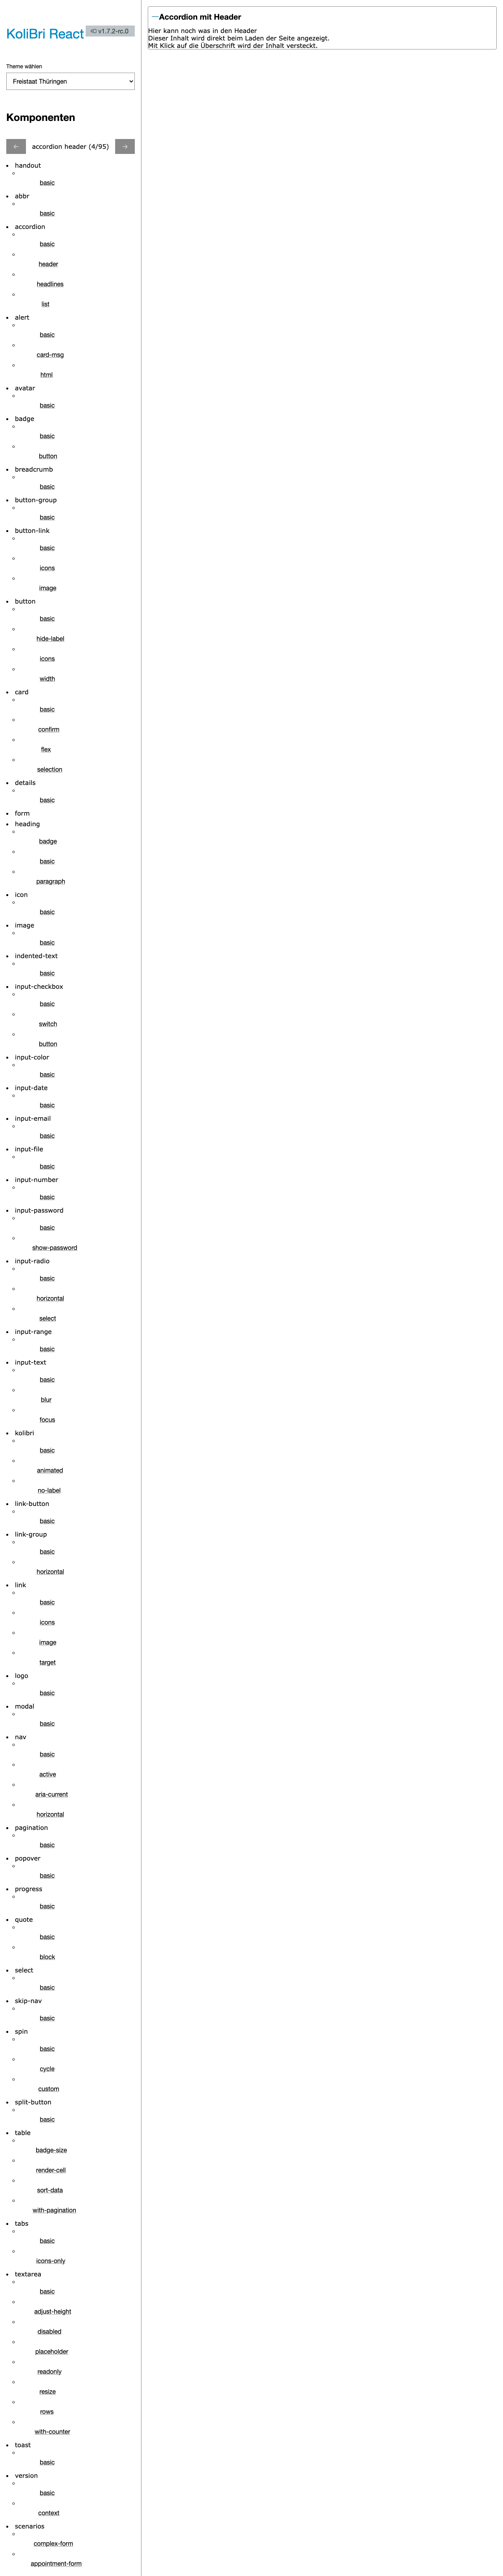 KoliBri React
v1.7.2-rc.0
Theme wählen
Freistaat Thüringen
Komponenten
accordion header (4/95)
handout
basic
abbr
basic
accordion
basic
header
headlines
list
alert
basic
card-msg
html
avatar
basic
badge
basic
button
breadcrumb
basic
button-group
basic
button-link
basic
icons
image
button
basic
hide-label
icons
width
card
basic
confirm
flex
selection
details
basic
form
heading
badge
basic
paragraph
icon
basic
image
basic
indented-text
basic
input-checkbox
basic
switch
button
input-color
basic
input-date
basic
input-email
basic
input-file
basic
input-number
basic
input-password
basic
show-password
input-radio
basic
horizontal
select
input-range
basic
input-text
basic
blur
focus
kolibri
basic
animated
no-label
link-button
basic
link-group
basic
horizontal
link
basic
icons
image
target
logo
basic
modal
basic
nav
basic
active
aria-current
horizontal
pagination
basic
popover
basic
progress
basic
quote
basic
block
select
basic
skip-nav
basic
spin
basic
cycle
custom
split-button
basic
table
badge-size
render-cell
sort-data
with-pagination
tabs
basic
icons-only
textarea
basic
adjust-height
disabled
placeholder
readonly
resize
rows
with-counter
toast
basic
version
basic
context
scenarios
complex-form
appointment-form
Accordion mit Header
Hier kann noch was in den Header
Dieser Inhalt wird direkt beim Laden der Seite angezeigt.
Mit Klick auf die Überschrift wird der Inhalt versteckt.